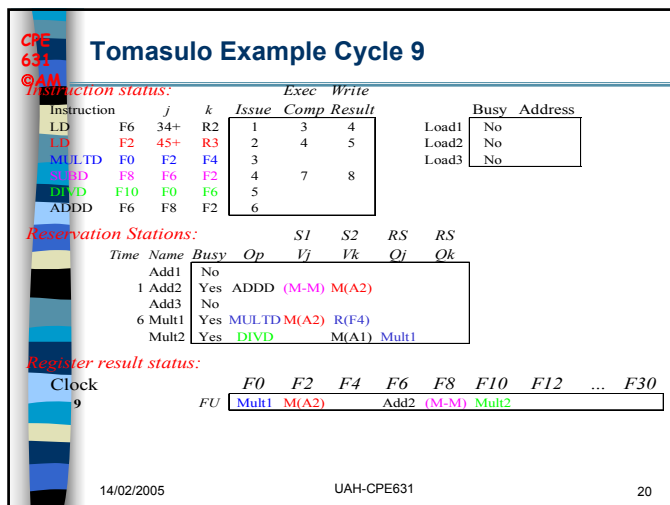 CPE
631
©AM
Tomasulo Example Cycle 9
Instruction status: Exec Write
Instruction j k Issue Comp Result Busy Address
LD F6 34+ R2 1 3 4 Load1 No
LD F2 45+ R3 2 4 5 Load2 No
MULTD F0 F2 F4 3 Load3 No
SUBD F8 F6 F2 4 7 8
DIVD F10 F0 F6 5
ADDD F6 F8 F2 6
Reservation Stations: S1 S2 RS RS
Time Name Busy Op Vj Vk Qj Qk
Add1 No
1 Add2 Yes ADDD (M-M) M(A2)
Add3 No
6 Mult1 Yes MULTD M(A2) R(F4)
Mult2 Yes DIVD M(A1) Mult1
Register result status:
Clock F0 F2 F4 F6 F8 F10 F12 ... F30
9 FU Mult1 M(A2) Add2 (M-M) Mult2
14/02/2005 UAH-CPE631 20